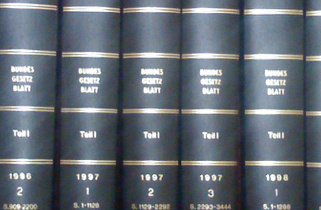 BUNDES
GESETZ
BLATT
Teil I
1996
2
S.909-2200
BUNDES
GESETZ
BLATT
Teil I
1997
1
S.1-1128
BUNDES
GESETZ
BLATT
Teil I
1997
2
S.1129-2292
BUNDES
GESETZ
BLATT
Teil I
1997
3
S.2293-3444
BUNDES
GESETZ
BLATT
Teil I
1998
1